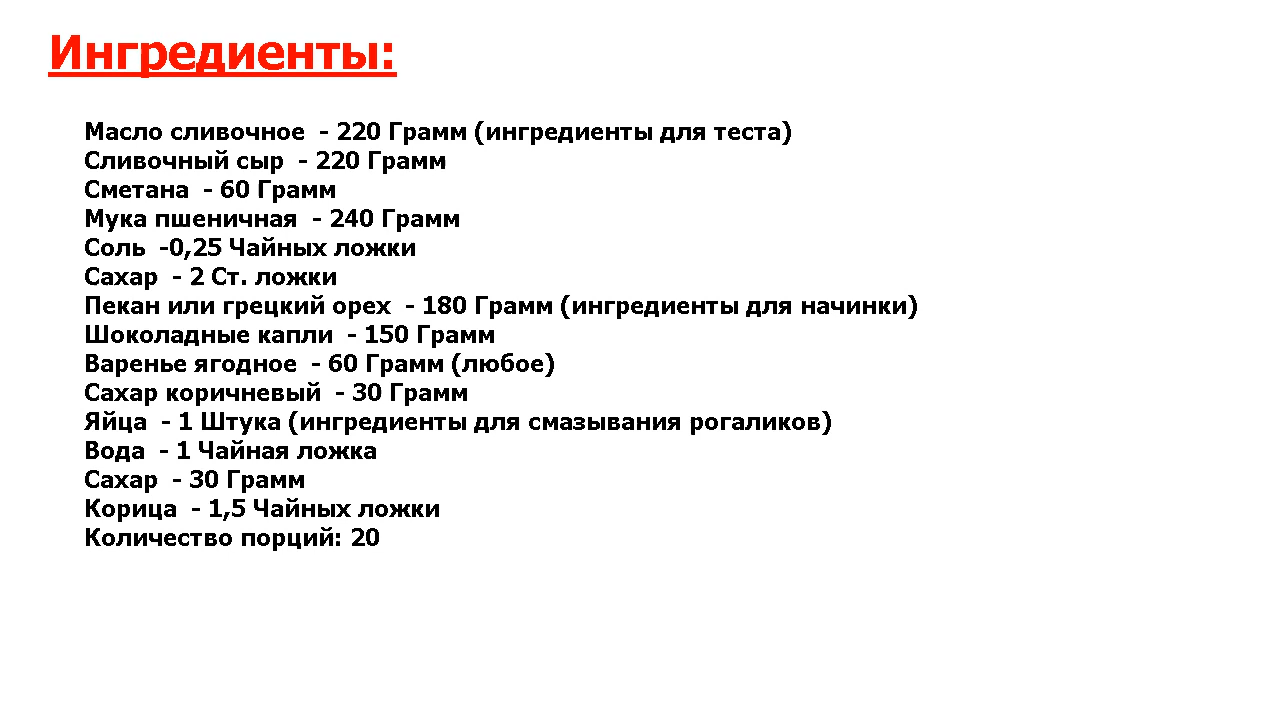 Ингредиенты:
Масло сливочное - 220 Грамм (ингредиенты для теста)
Сливочный сыр - 220 Грамм
Сметана - 60 Грамм
Мука пшеничная - 240 Грамм
Соль -0,25 Чайных ложки
Сахар - 2 Ст. ложки
Пекан или грецкий орех - 180 Грамм (ингредиенты для начинки)
Шоколадные капли - 150 Грамм
Варенье ягодное - 60 Грамм (любое)
Сахар коричневый - 30 Грамм
Яйца - 1 Штука (ингредиенты для смазывания рогаликов)
Вода - 1 Чайная ложка
Сахар - 30 Грамм
Корица - 1,5 Чайных ложки
Количество порций: 20